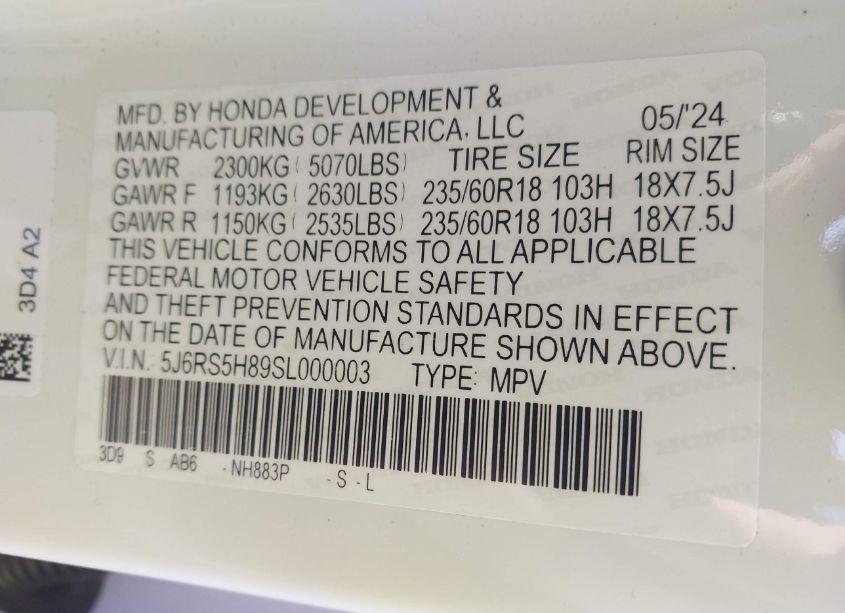 MFD. BY HONDA DEVELOPMENT &
MANUFACTURING OF AMERICA, LLC 05/'24
GVWR 2300KG (5070LBS) TIRE SIZE RIM SIZE
GAWR F 1193KG (2630LBS) 235/60R18 103H 18X7.5J
GAWR R 1150KG (2535LBS) 235/60R18 103H 18X7.5J
THIS VEHICLE CONFORMS TO ALL APPLICABLE
FEDERAL MOTOR VEHICLE SAFETY
AND THEFT PREVENTION STANDARDS IN EFFECT
ON THE DATE OF MANUFACTURE SHOWN ABOVE.
V.I.N.: 5J6RS5H89SL000003 TYPE: MPV
3D9 S AB6 -NH883P -S-L
3D4 A2